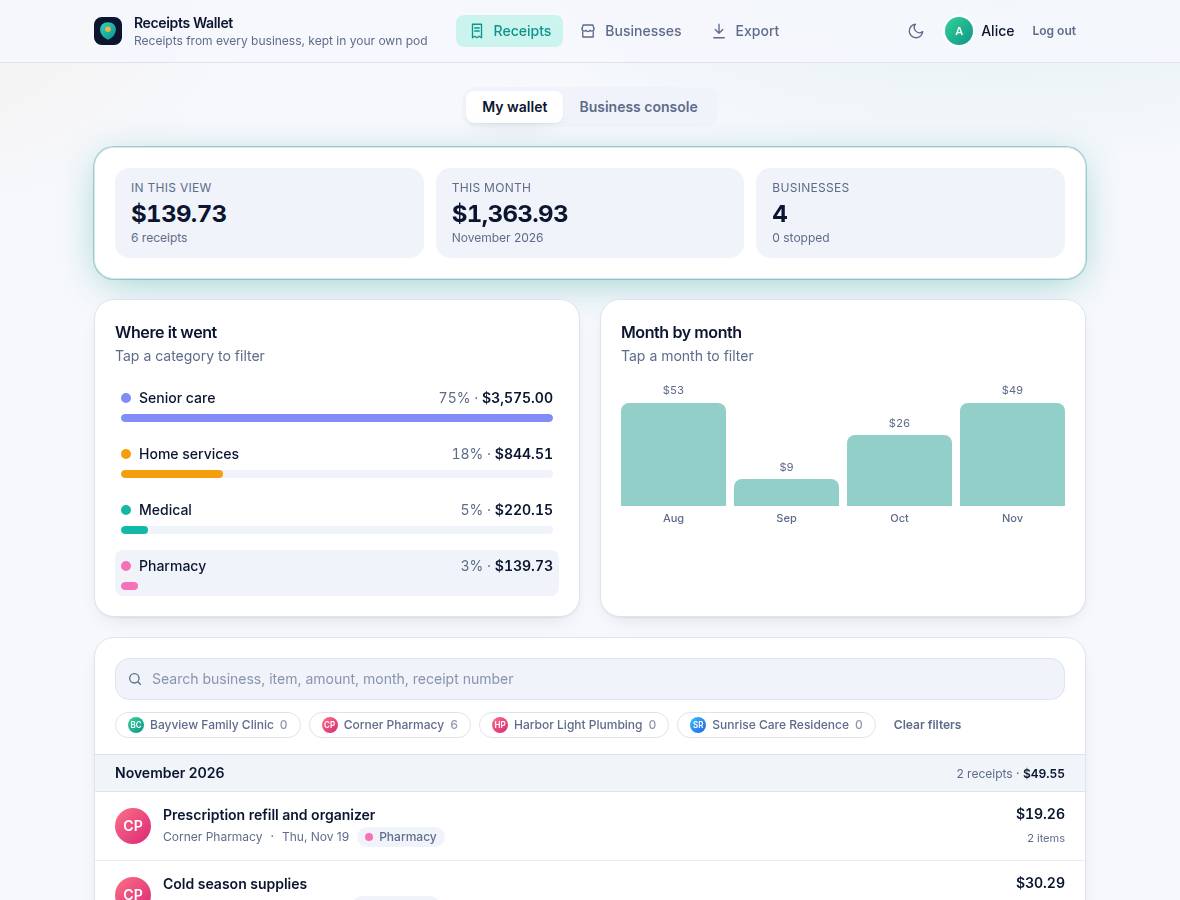 Receipts Wallet
Receipts from every business, kept in your own pod
Receipts
Businesses
Export
A
Alice
Log out
My wallet
Business console
IN THIS VIEW
$139.73
6 receipts
THIS MONTH
$1,363.93
November 2026
BUSINESSES
4
0 stopped
Where it went
Tap a category to filter
Senior care
75% · $3,575.00
Home services
18% · $844.51
Medical
5% · $220.15
Pharmacy
3% · $139.73
Month by month
Tap a month to filter
$53
$9
$26
$49
Aug
Sep
Oct
Nov
Search business, item, amount, month, receipt number
BC Bayview Family Clinic 0
CP Corner Pharmacy 6
HP Harbor Light Plumbing 0
SR Sunrise Care Residence 0
Clear filters
November 2026
2 receipts · $49.55
CP
Prescription refill and organizer
$19.26
Corner Pharmacy · Thu, Nov 19 Pharmacy
2 items
CP
Cold season supplies
$30.29